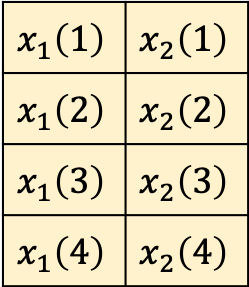 x₁(1) x₂(1)
x₁(2) x₂(2)
x₁(3) x₂(3)
x₁(4) x₂(4)